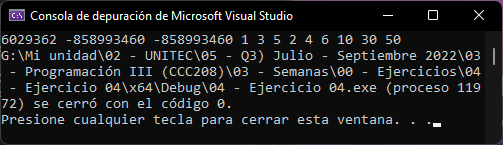 Consola de depuración de Microsoft Visual Studio
6029362 -858993460 -858993460 1 3 5 2 4 6 10 30 50
G:\Mi unidad\02 - UNITEC\05 - Q3) Julio - Septiembre 2022\03
 - Programación III (CCC208)\03 - Semanas\00 - Ejercicios\04
 - Ejercicio 04\x64\Debug\04 - Ejercicio 04.exe (proceso 119
72) se cerró con el código 0.
Presione cualquier tecla para cerrar esta ventana. . .